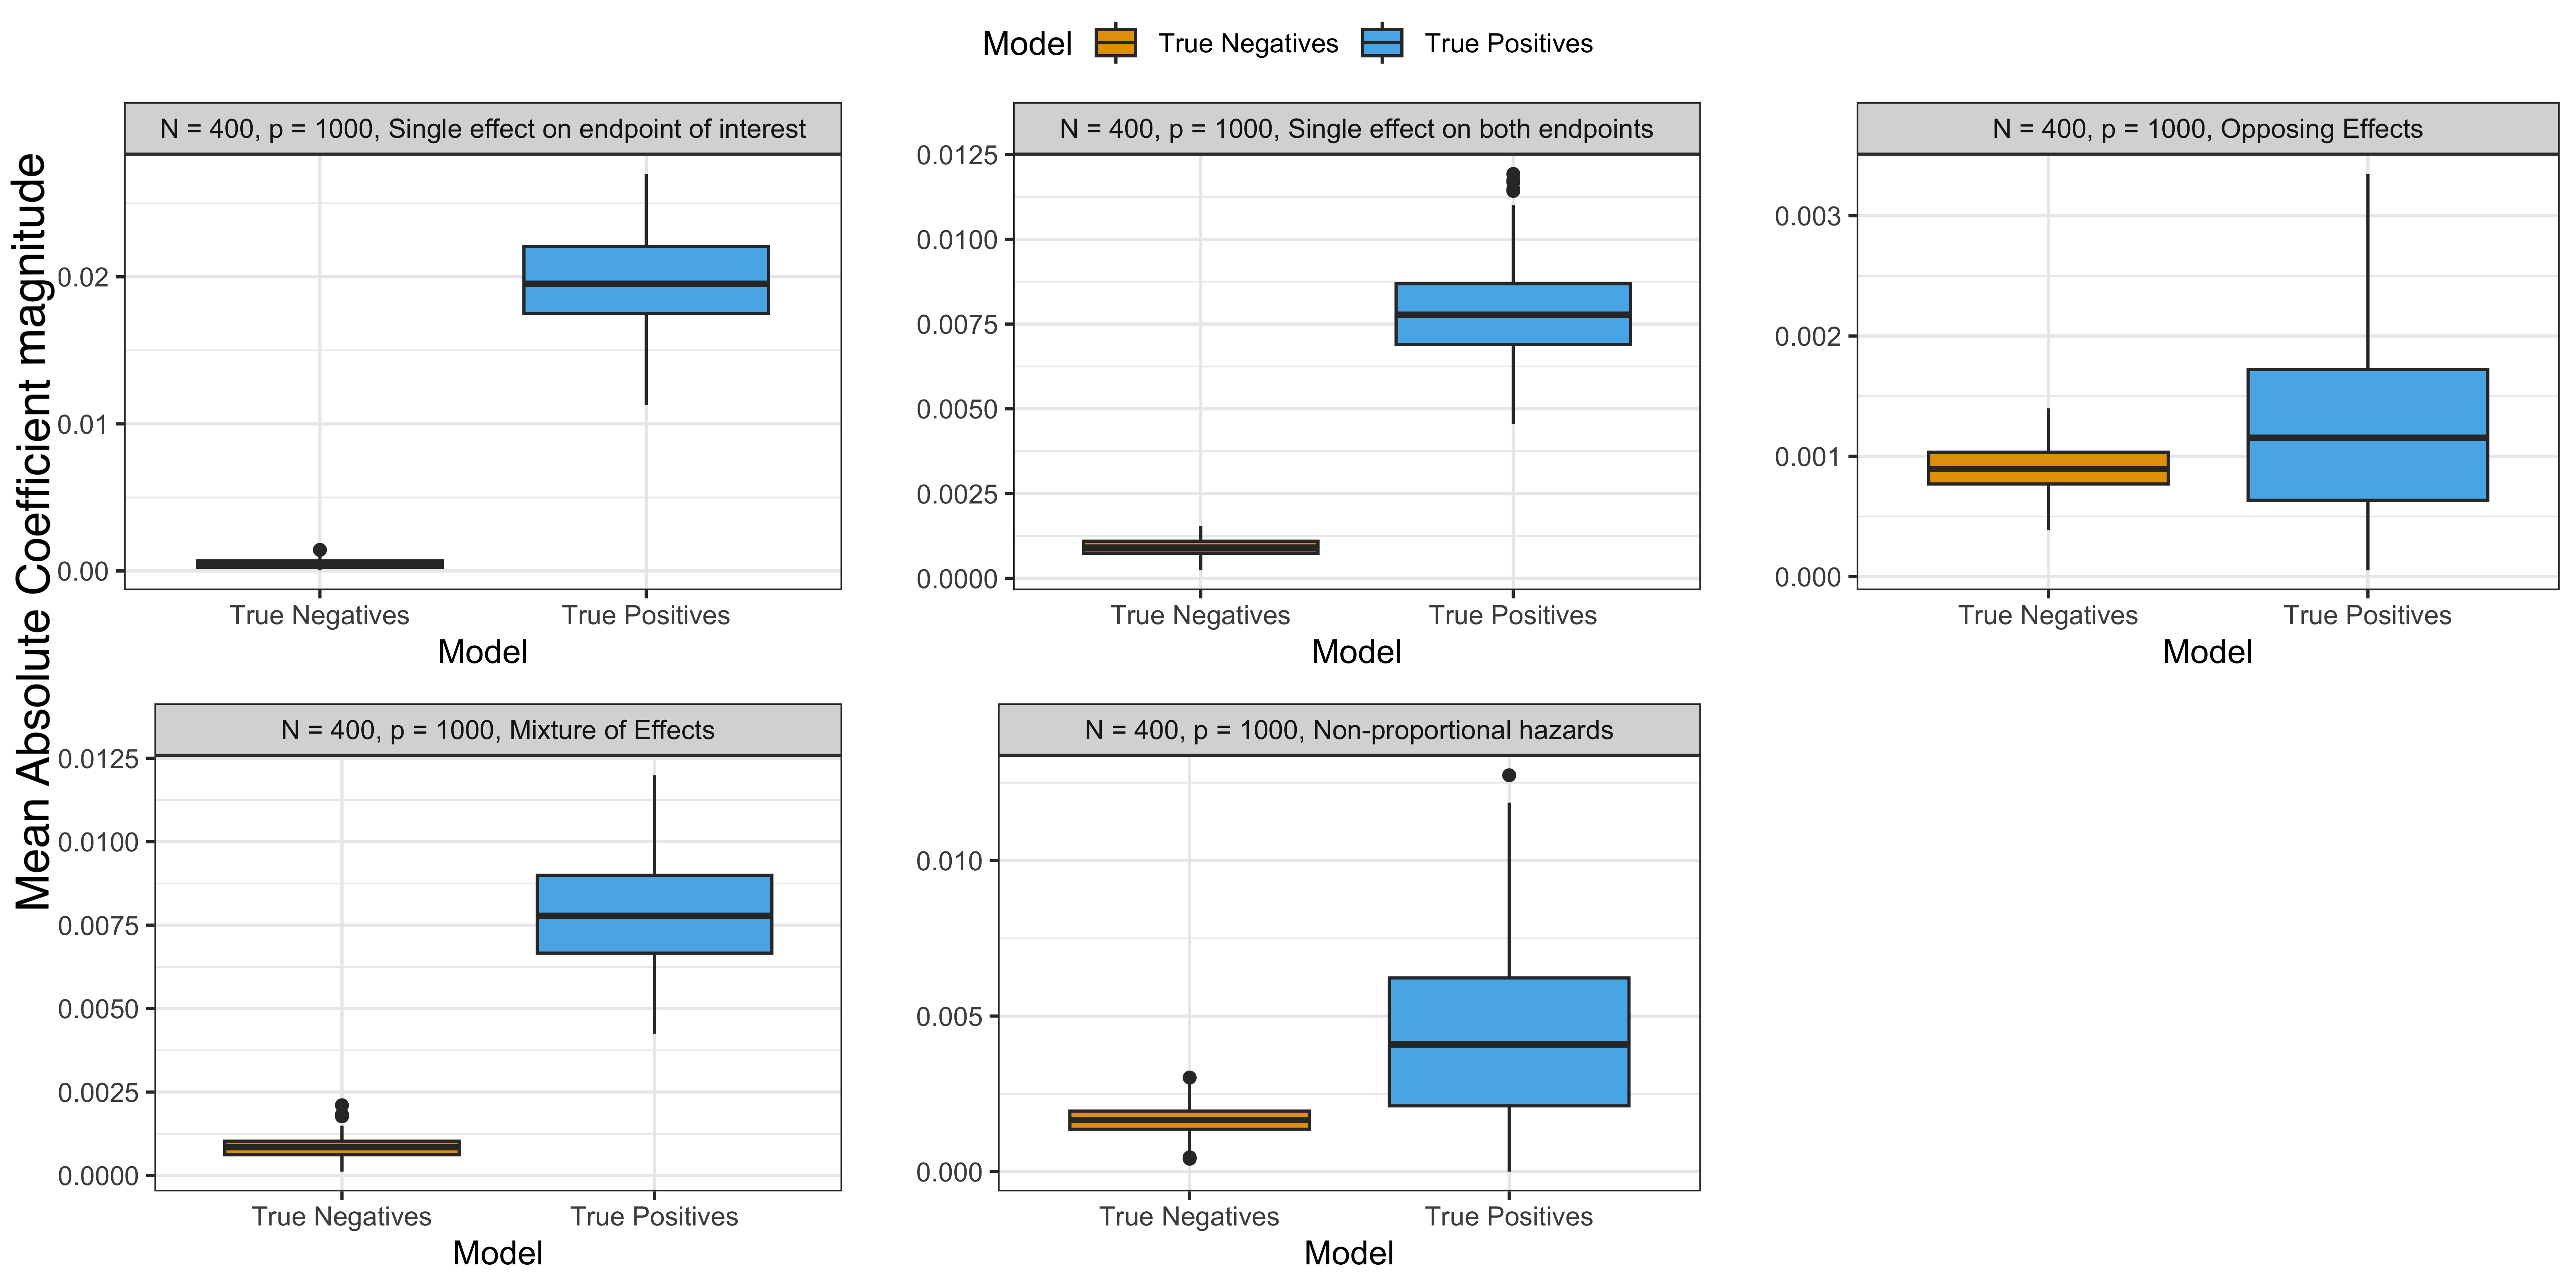 Model True Negatives True Positives
Mean Absolute Coefficient magnitude
N = 400, p = 1000, Single effect on endpoint of interest
0.02
0.01
0.00
True Negatives True Positives
Model
N = 400, p = 1000, Single effect on both endpoints
0.0125
0.0100
0.0075
0.0050
0.0025
0.0000
True Negatives True Positives
Model
N = 400, p = 1000, Opposing Effects
0.003
0.002
0.001
0.000
True Negatives True Positives
Model
N = 400, p = 1000, Mixture of Effects
0.0125
0.0100
0.0075
0.0050
0.0025
0.0000
True Negatives True Positives
Model
N = 400, p = 1000, Non-proportional hazards
0.010
0.005
0.000
True Negatives True Positives
Model